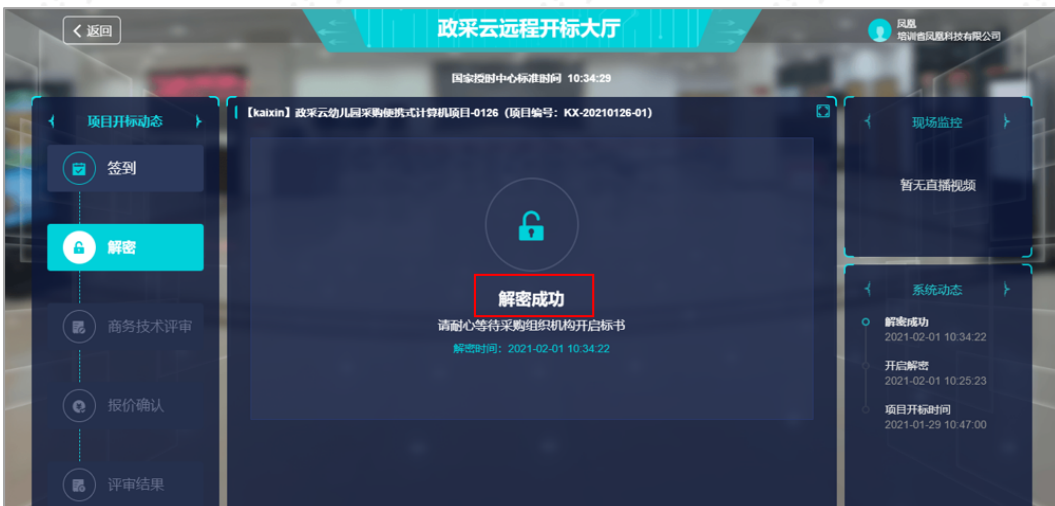 返回
政采云远程开标大厅
凤凰
培训省凤凰科技有限公司
国家授时中心标准时间 10:34:29
项目开标动态
签到
解密
商务技术评审
报价确认
评审结果
【kaixin】政采云幼儿园采购便携式计算机项目-0126（项目编号：KX-20210126-01）
解密成功
请耐心等待采购组织机构开启标书
解密时间：2021-02-01 10:34:22
现场监控
暂无直播视频
系统动态
解密成功
2021-02-01 10:34:22
开启解密
2021-02-01 10:25:23
项目开标时间
2021-01-29 10:47:00